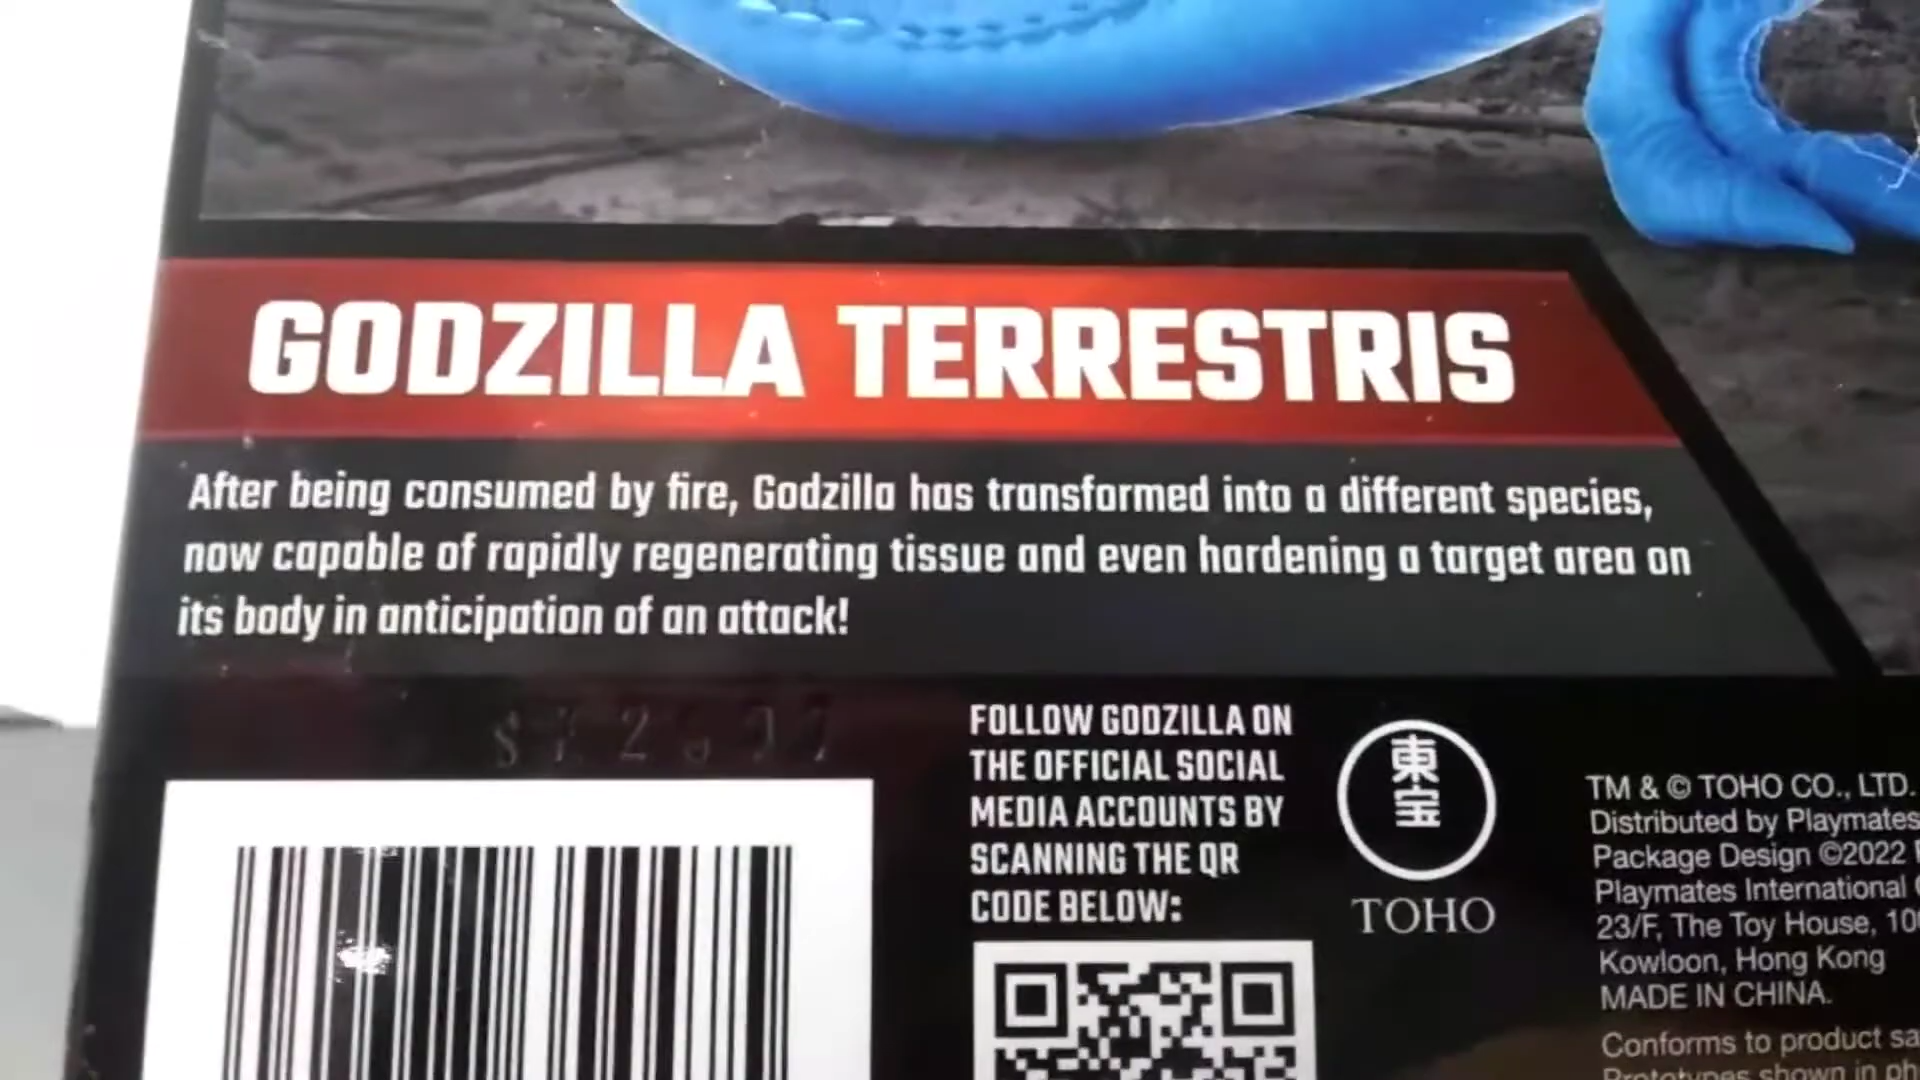 GODZILLA TERRESTRIS
After being consumed by fire, Godzilla has transformed into a different species,
now capable of rapidly regenerating tissue and even hardening a target area on
its body in anticipation of an attack!
FOLLOW GODZILLA ON
THE OFFICIAL SOCIAL
MEDIA ACCOUNTS BY
SCANNING THE QR
CODE BELOW:
東宝
TOHO
TM & © TOHO CO., LTD.
Distributed by Playmates
Package Design ©2022
Playmates International
23/F, The Toy House,
Kowloon, Hong Kong
MADE IN CHINA.
Conforms to product
Prototypes shown in